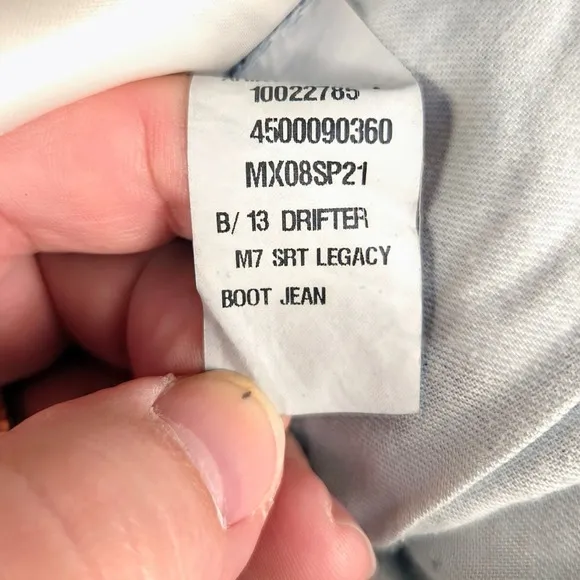 10022785
4500090360
MX08SP21
B/ 13 DRIFTER
M7 SRT LEGACY
BOOT JEAN